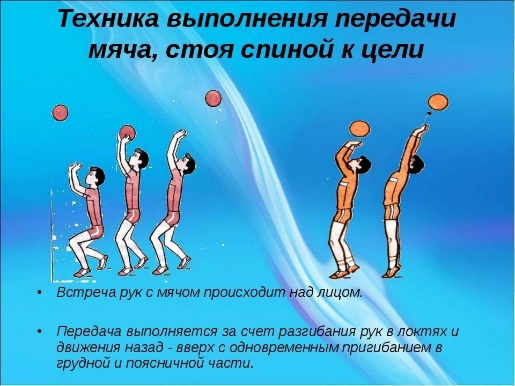 Техника выполнения передачи
мяча, стоя спиной к цели
• Встреча рук с мячом происходит над лицом.
• Передача выполняется за счет разгибания рук в локтях и
движения назад - вверх с одновременным пригибанием в
грудной и поясничной части.